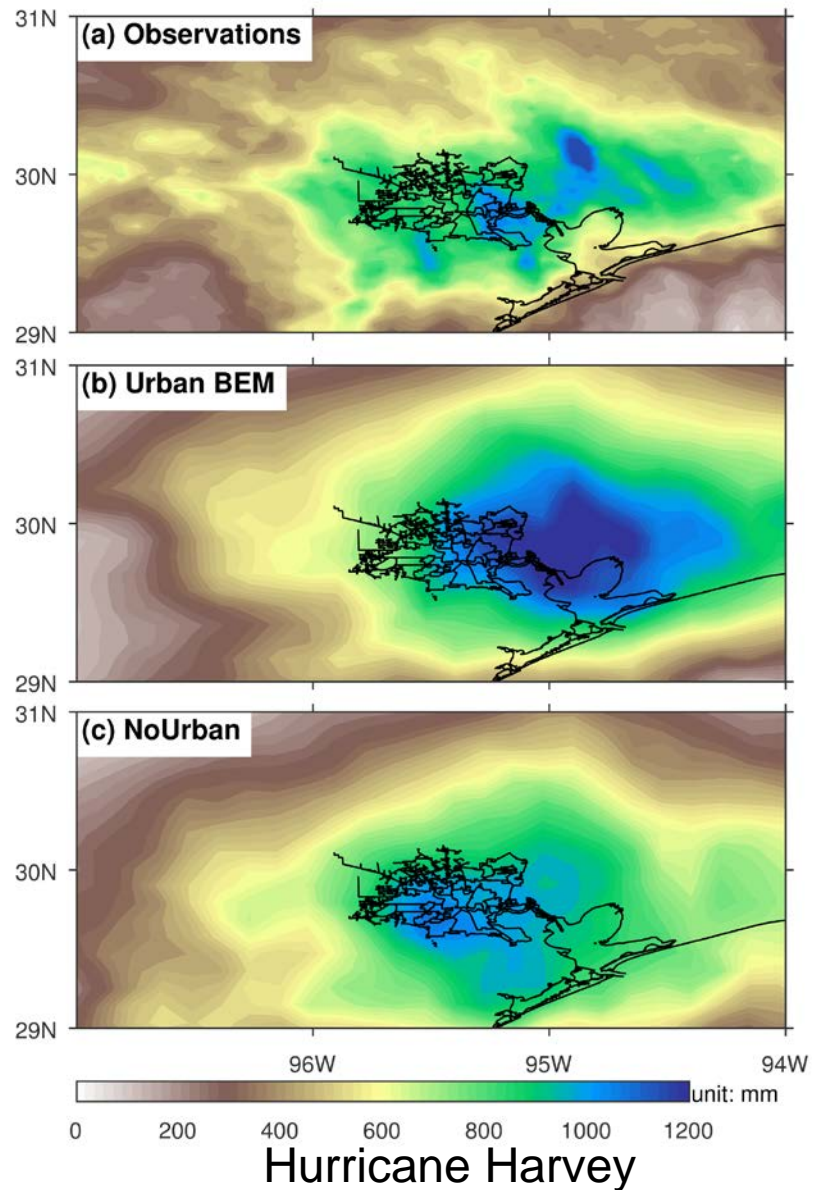 31N
(a) Observations
30N
29N
31N
(b) Urban BEM
30N
29N
31N
(c) NoUrban
30N
29N
96W 95W 94W
unit: mm
0 200 400 600 800 1000 1200
Hurricane Harvey